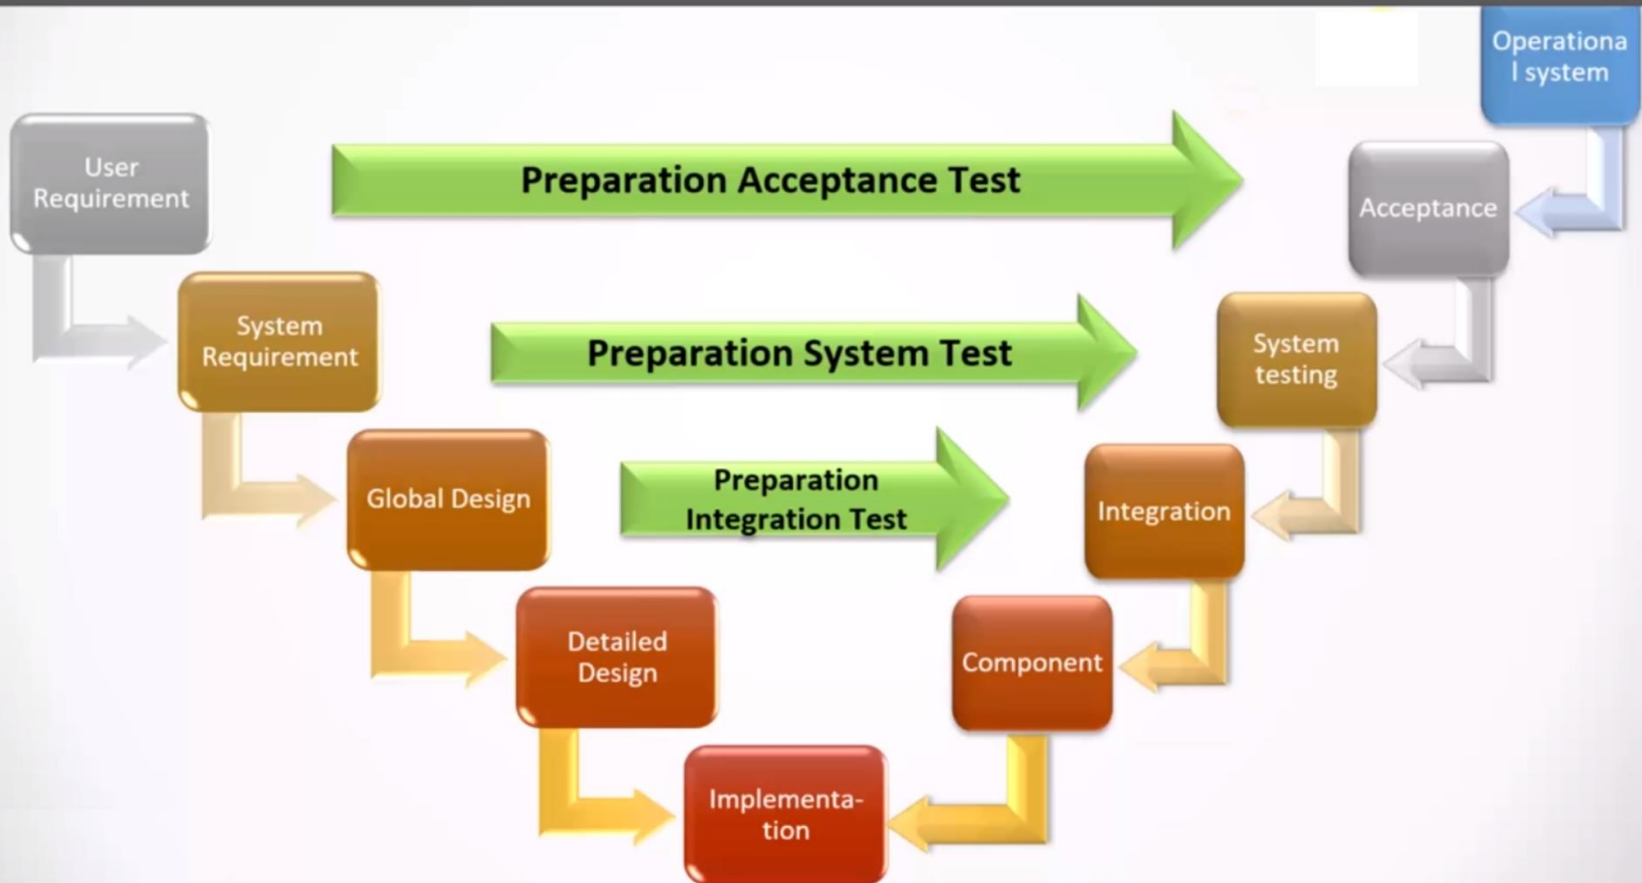 Operationa
l system
User
Requirement
Preparation Acceptance Test
Acceptance
System
Requirement
Preparation System Test
System
testing
Global Design
Preparation
Integration Test
Integration
Detailed
Design
Component
Implementa-
tion